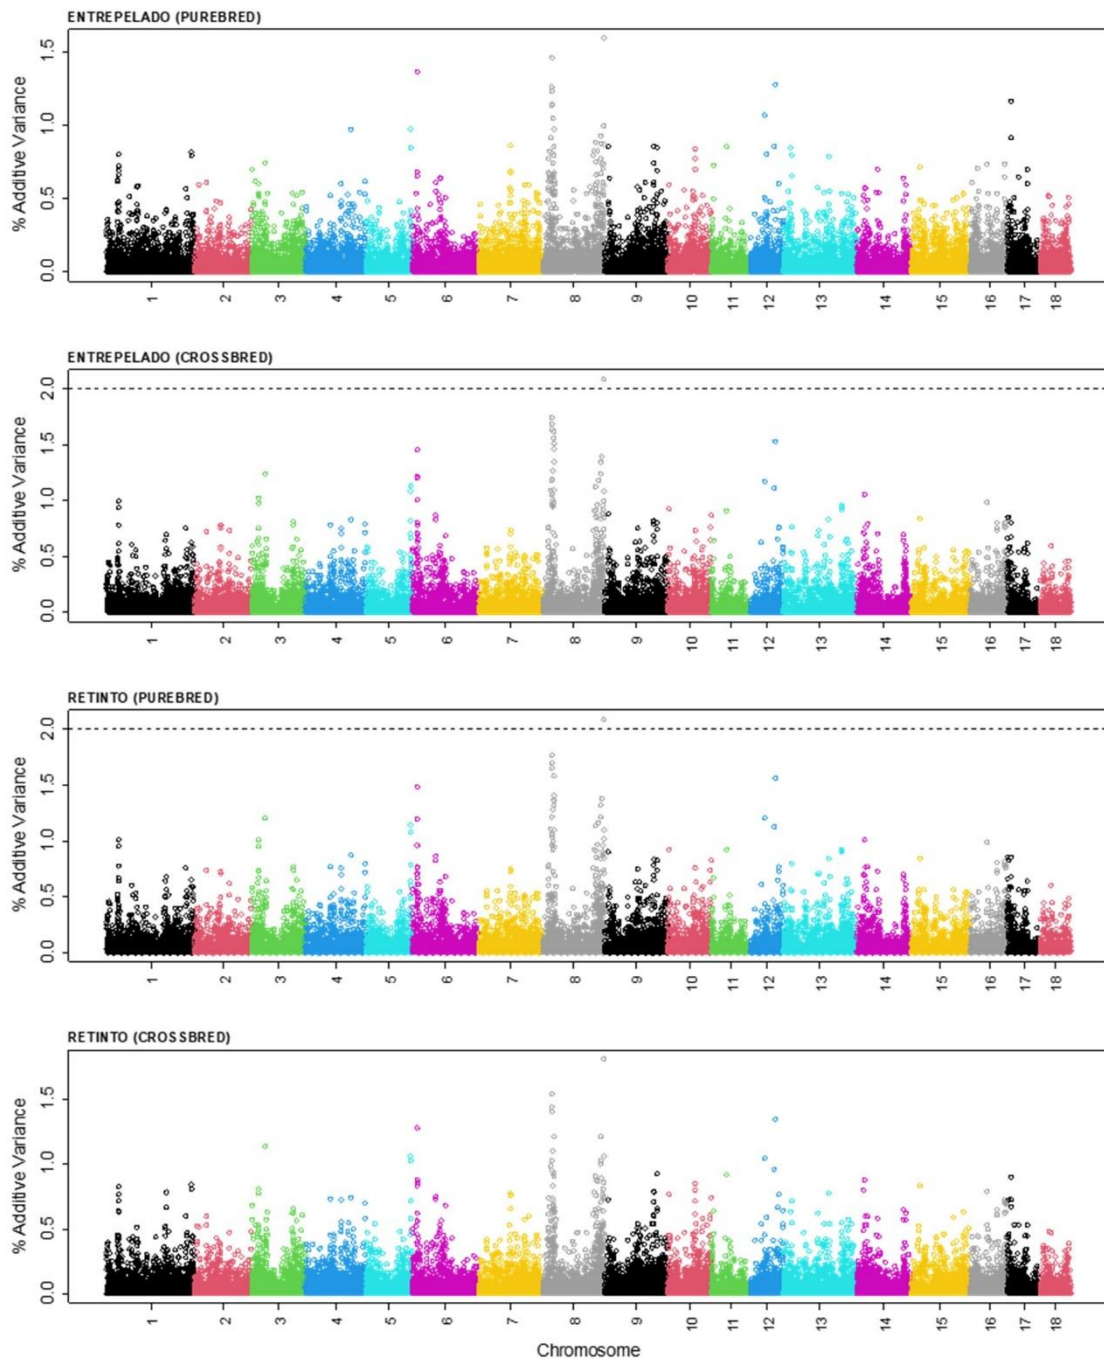 ENTREPELADO (PUREBRED)
% Additive Variance
0.0 0.5 1.0 1.5
1 2 3 4 5 6 7 8 9 10 11 12 13 14 15 16 17 18
ENTREPELADO (CROSSBRED)
% Additive Variance
0.0 0.5 1.0 1.5 2.0
1 2 3 4 5 6 7 8 9 10 11 12 13 14 15 16 17 18
RETINTO (PUREBRED)
% Additive Variance
0.0 0.5 1.0 1.5 2.0
1 2 3 4 5 6 7 8 9 10 11 12 13 14 15 16 17 18
RETINTO (CROSSBRED)
% Additive Variance
0.0 0.5 1.0 1.5
1 2 3 4 5 6 7 8 9 10 11 12 13 14 15 16 17 18
Chromosome